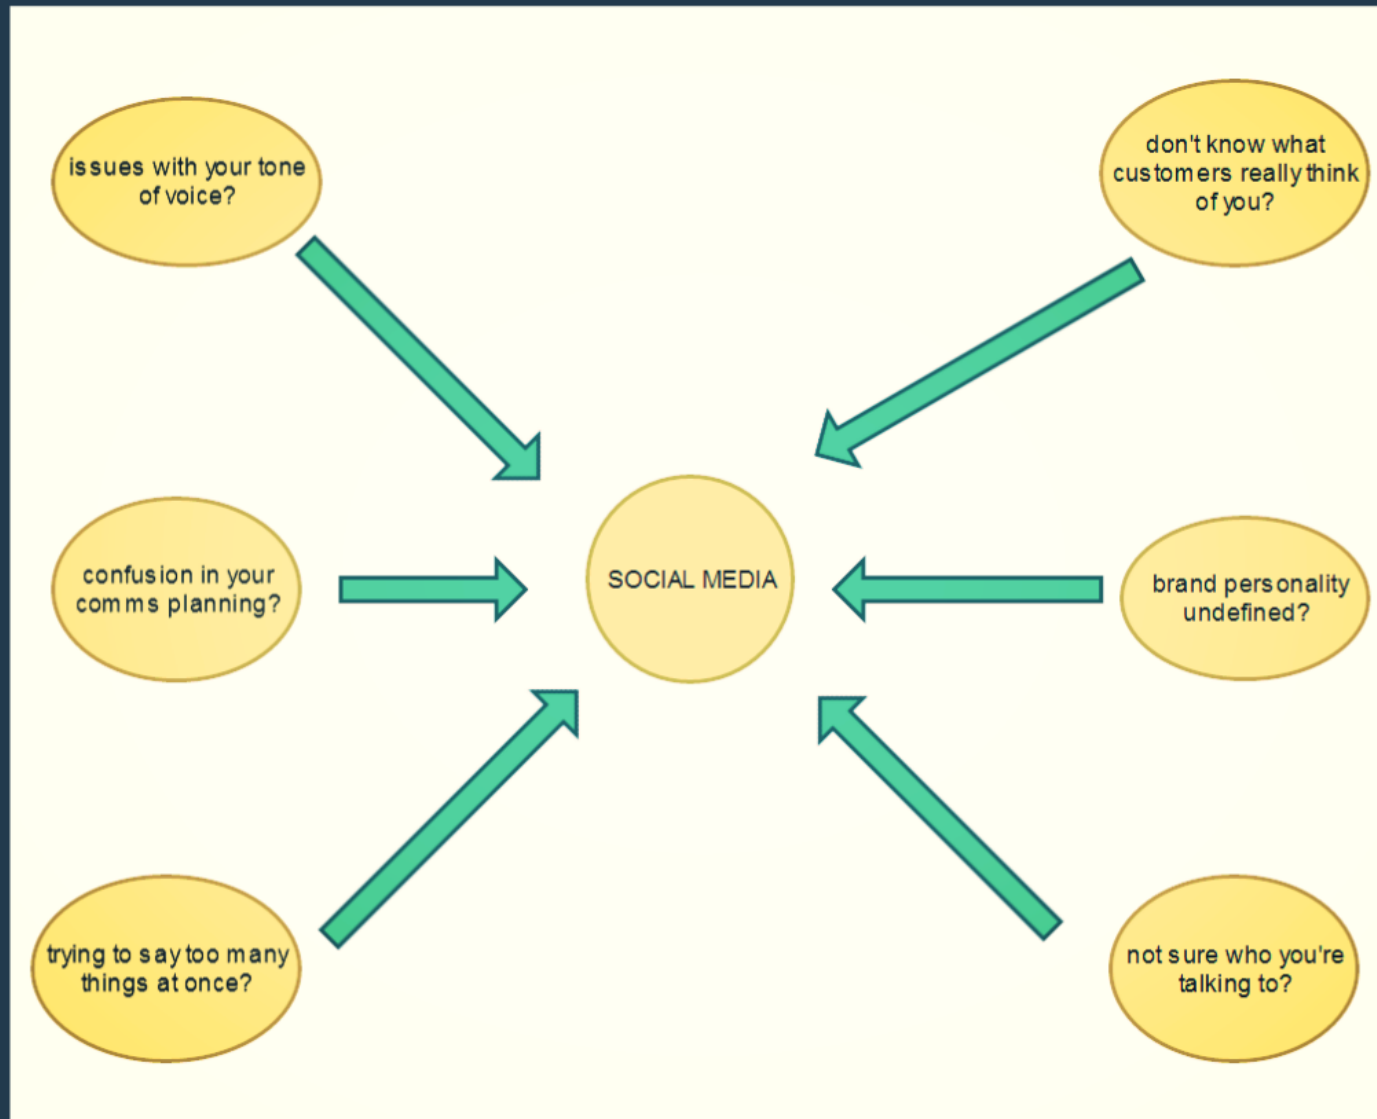 issues with your tone
of voice?
don't know what
customers really think
of you?
confusion in your
comms planning?
SOCIAL MEDIA
brand personality
undefined?
trying to say too many
things at once?
not sure who you're
talking to?